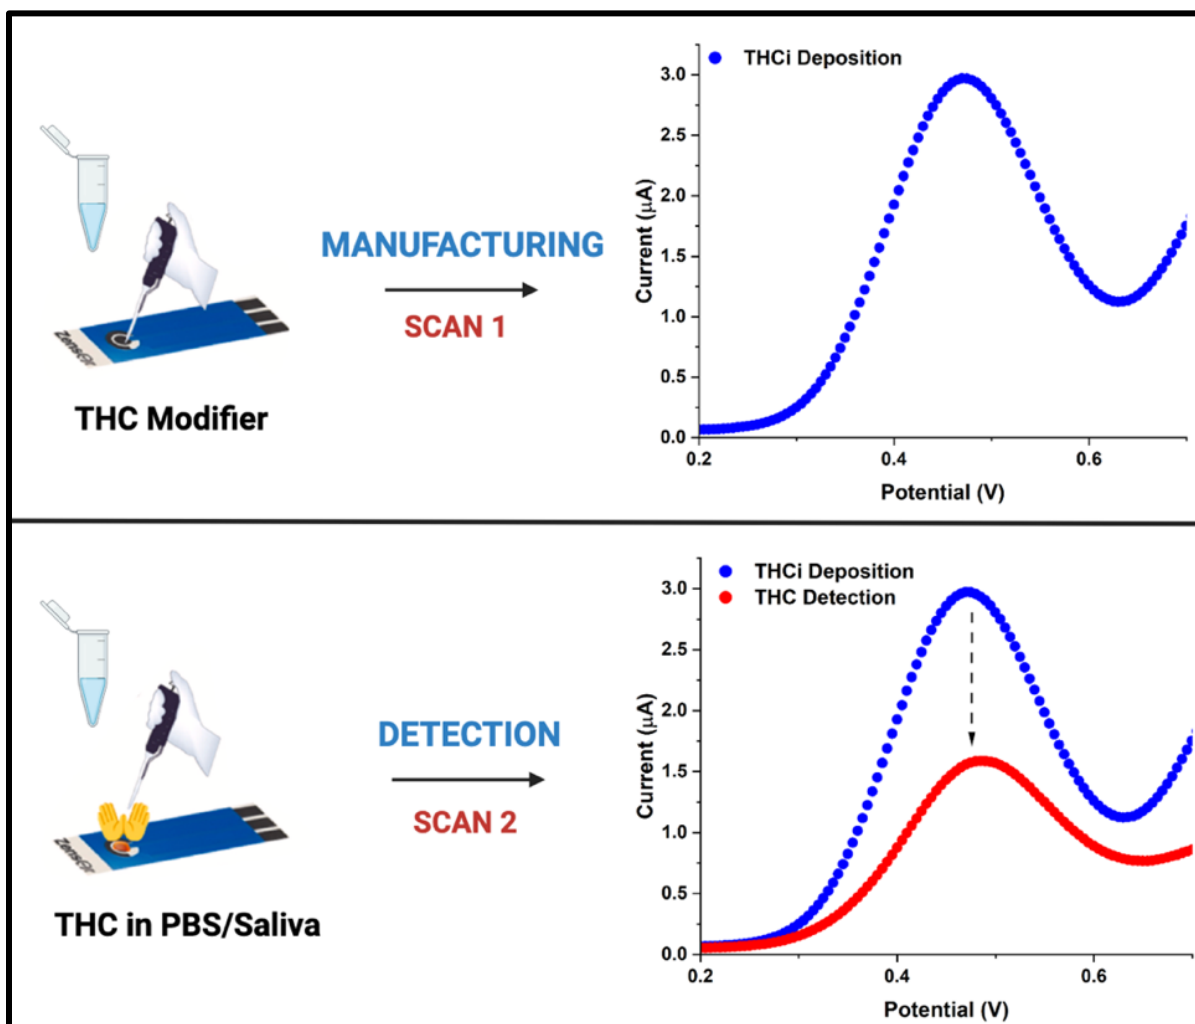 THCi Deposition
3.0
2.5
2.0
1.5
1.0
0.5
0.0
0.2
0.4
0.6
Current (μA)
Potential (V)
MANUFACTURING
SCAN 1
Zensor
THC Modifier
THCi Deposition
THC Detection
3.0
2.5
2.0
1.5
1.0
0.5
0.0
0.2
0.4
0.6
Current (μA)
Potential (V)
DETECTION
SCAN 2
Zensor
THC in PBS/Saliva